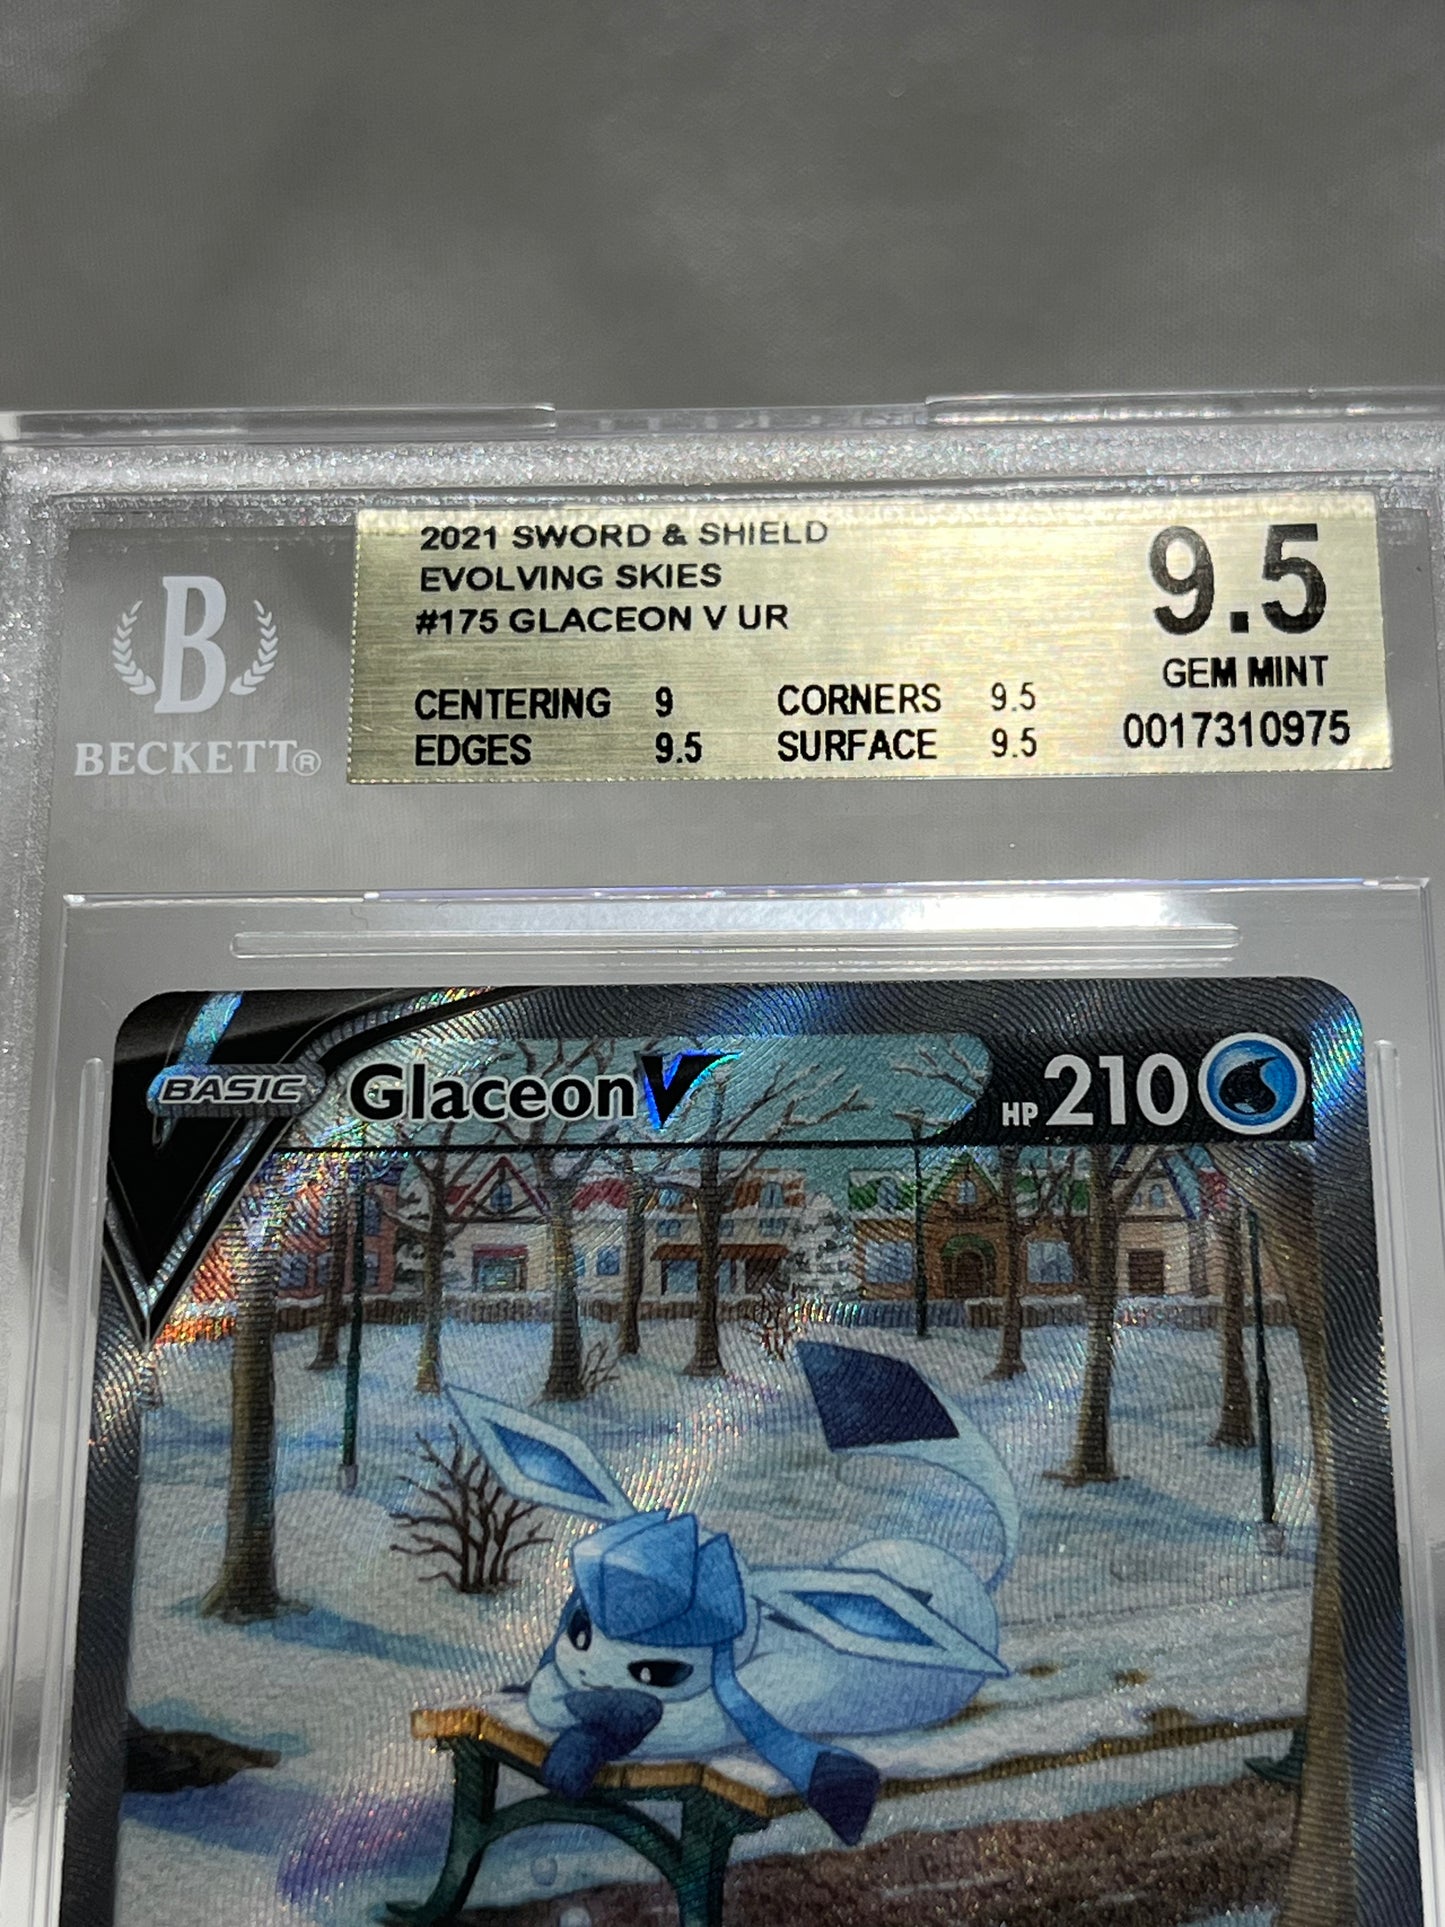 2021 SWORD & SHIELD
EVOLVING SKIES
#175 GLACEON V UR
9.5
GEM MINT
0017310975
CENTERING 9 CORNERS 9.5
EDGES 9.5 SURFACE 9.5
B
BECKETT®
BASIC GlaceonV HP 210